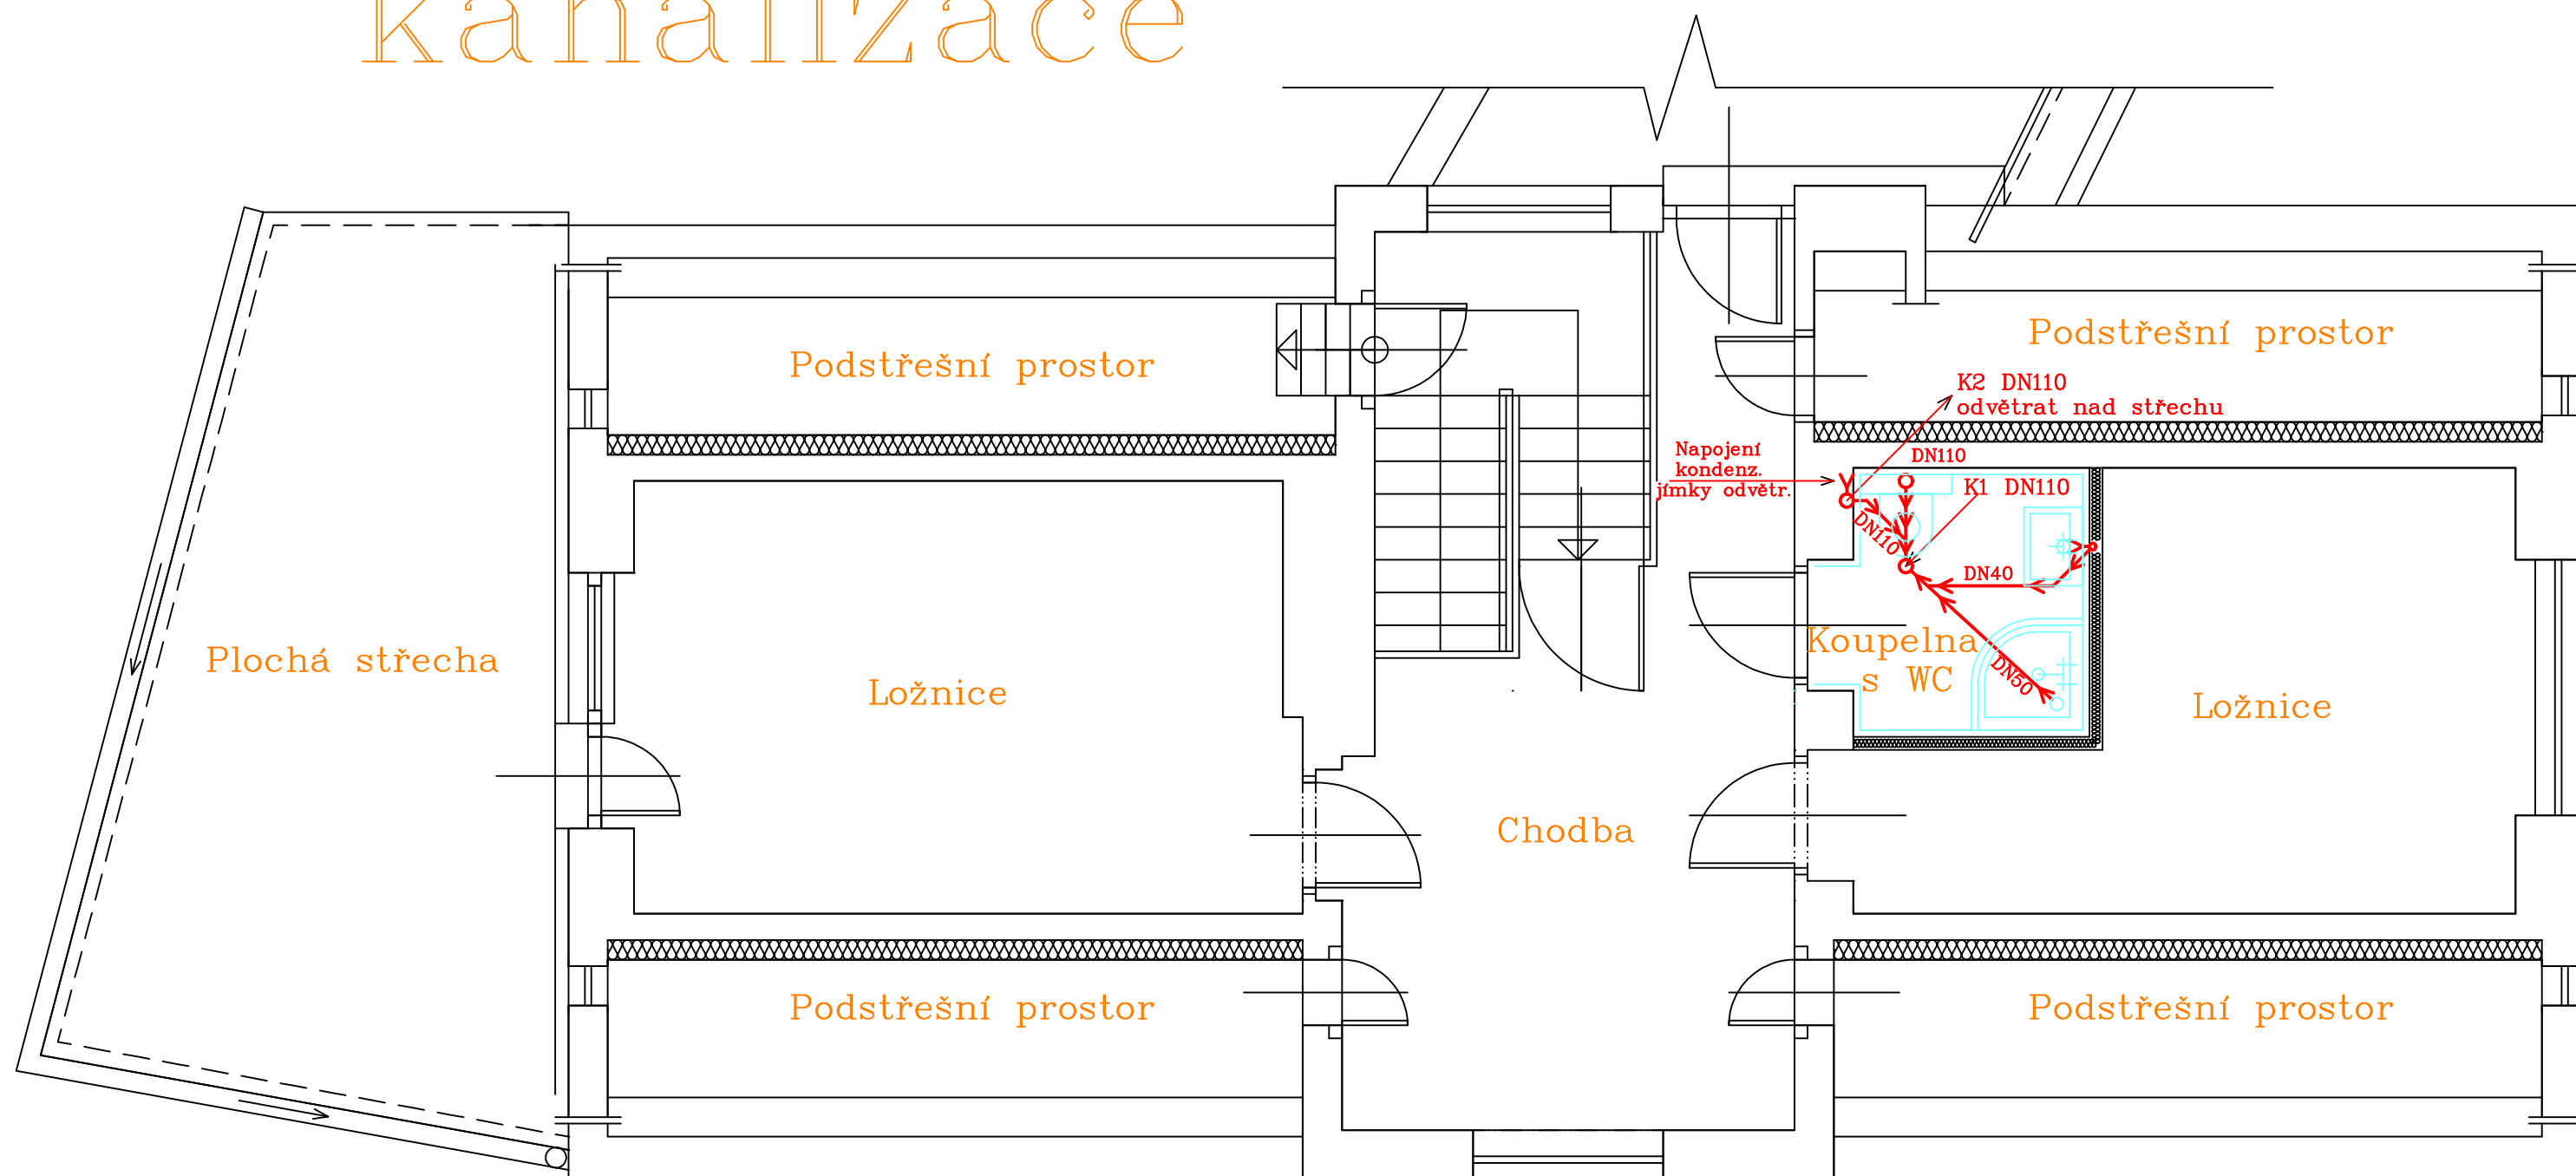 kanalizace
Podstřešní prostor
Podstřešní prostor
K2 DN110
odvětrat nad střechu
Napojení
kondenz.
jímky odvětr.
DN110
K1 DN110
DN110
DN40
Koupelna
s WC
DN50
Plochá střecha
Ložnice
Ložnice
Chodba
Podstřešní prostor
Podstřešní prostor